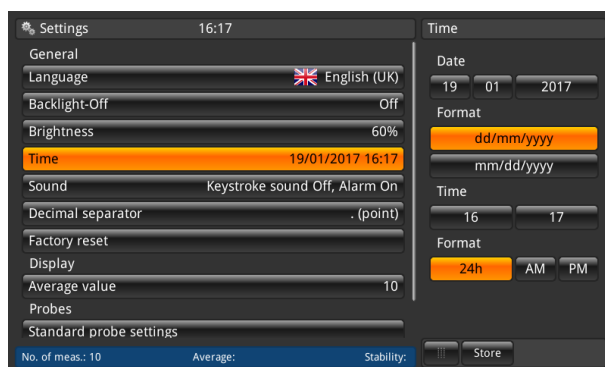 Settings 16:17
General
Language English (UK)
Backlight-Off Off
Brightness 60%
Time 19/01/2017 16:17
Sound Keystroke sound Off, Alarm On
Decimal separator . (point)
Factory reset
Display
Average value 10
Probes
Standard probe settings
No. of meas.: 10 Average: Stability:
Time
Date
19 01 2017
Format
dd/mm/yyyy
mm/dd/yyyy
Time
16 17
Format
24h AM PM
Store